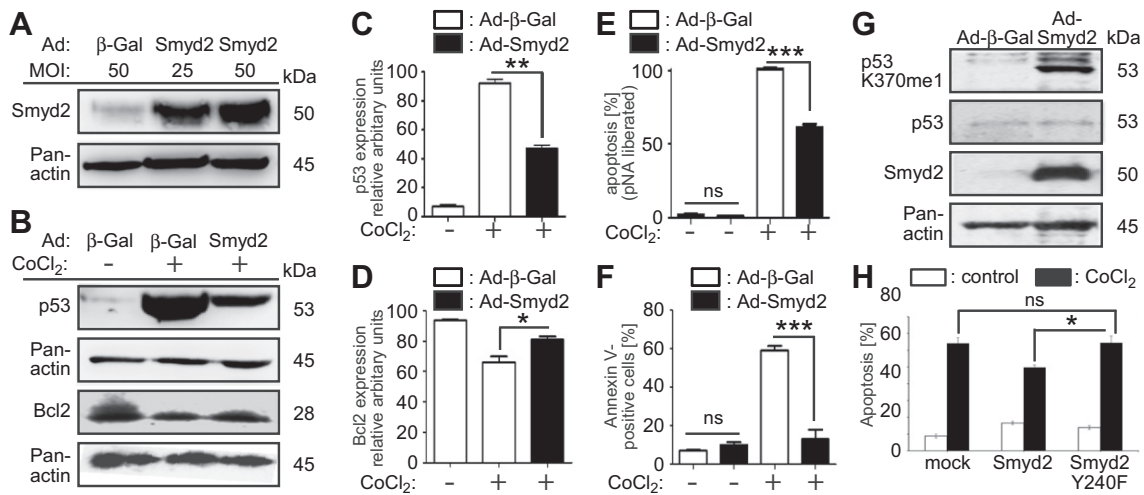 A
Ad: β-Gal Smyd2 Smyd2
MOI: 50 25 50 kDa
Smyd2 50
Pan-
actin 45
B
Ad: β-Gal β-Gal Smyd2
CoCl2: - + + kDa
p53 53
Pan-
actin 45
Bcl2 28
Pan-
actin 45
C
: Ad-β-Gal
: Ad-Smyd2
**
p53 expression
relative arbitary units
100
80
60
40
20
0
CoCl2: - + +
D
: Ad-β-Gal
: Ad-Smyd2
*
Bcl2 expression
relative arbitary units
100
80
60
40
20
0
CoCl2: - + +
E
: Ad-β-Gal
: Ad-Smyd2
***
ns
apoptosis [%]
(pNA liberated)
100
50
0
CoCl2: - - + +
F
: Ad-β-Gal
: Ad-Smyd2
***
ns
Annexin V-
positive cells [%]
80
60
40
20
0
CoCl2: - - + +
G
Ad-β-Gal Ad-
Smyd2 kDa
p53
K370me1 53
p53 53
Smyd2 50
Pan-
actin 45
H
: control : CoCl2
ns
*
Apoptosis [%]
80
60
40
20
0
mock Smyd2 Smyd2
Y240F